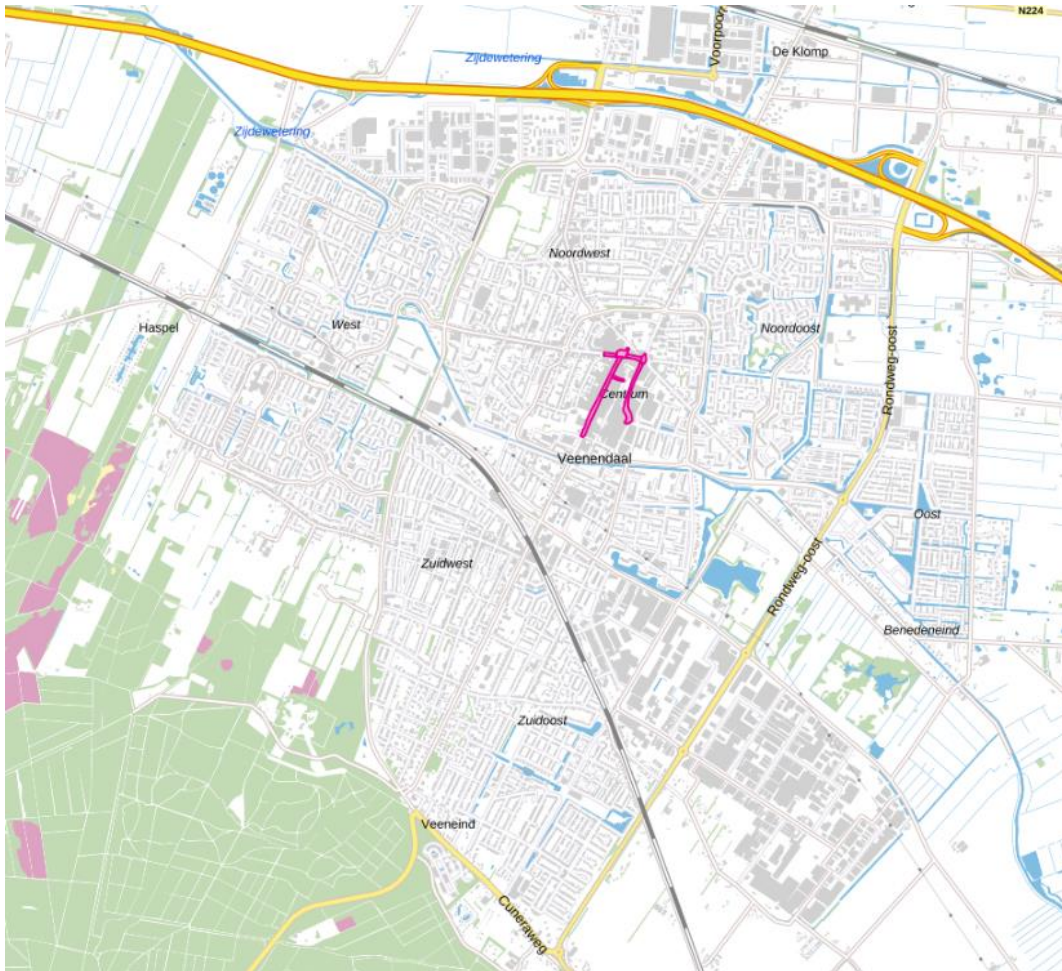 N224
Voorpoor
De Klomp
Zijdewetering
Zijdewetering
Noordwest
Haspel
West
Noordoost
Rondweg-oost
Centrum
Veenendaal
Oost
Zuidwest
Rondweg-oost
Benedeneind
Zuidoost
Veeneind
Cuneraweg